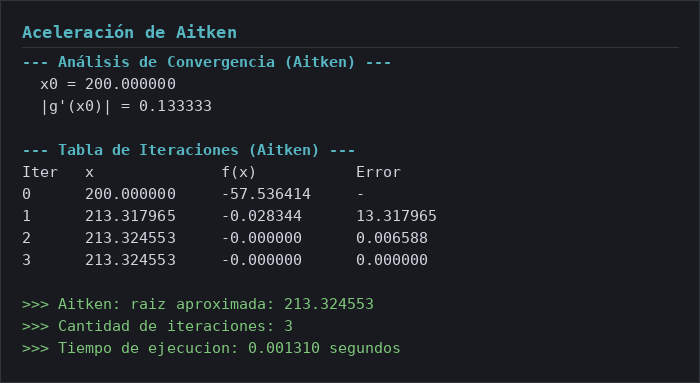 Aceleración de Aitken
--- Análisis de Convergencia (Aitken) ---
x0 = 200.000000
|g'(x0)| = 0.133333
--- Tabla de Iteraciones (Aitken) ---
Iter x f(x) Error
0 200.000000 -57.536414 -
1 213.317965 -0.028344 13.317965
2 213.324553 -0.000000 0.006588
3 213.324553 -0.000000 0.000000
>>> Aitken: raiz aproximada: 213.324553
>>> Cantidad de iteraciones: 3
>>> Tiempo de ejecucion: 0.001310 segundos